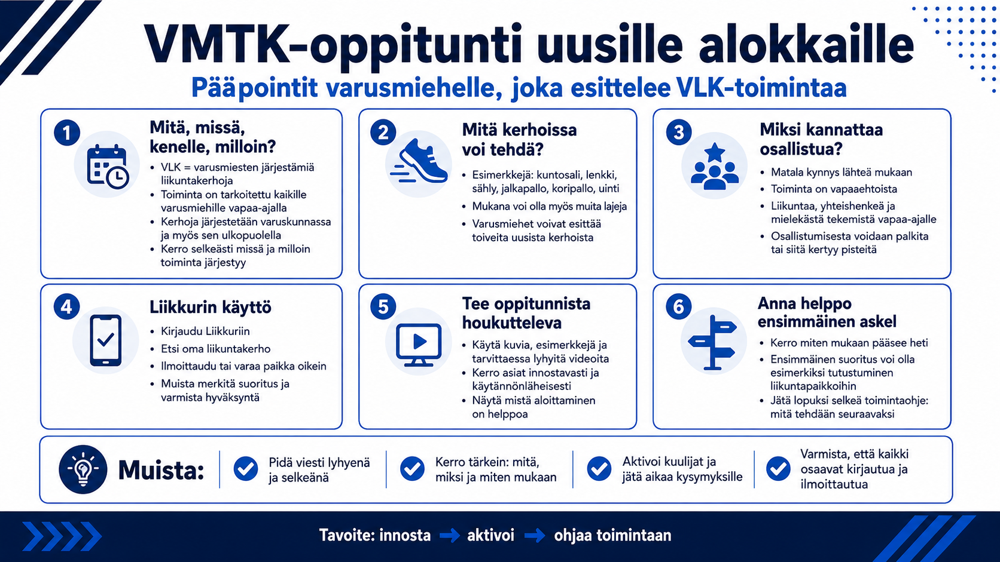 VMTK-oppitunti uusille alokkaille
Pääpointit varusmiehelle, joka esittelee VLK-toimintaa
1
Mitä, missä,
kenelle, milloin?
• VLK = varusmiesten järjestämiä
liikuntakerhoja
• Toiminta on tarkoitettu kaikille
varusmiehille vapaa-ajalla
• Kerhoja järjestetään varuskunnassa
ja myös sen ulkopuolella
• Kerro selkeästi missä ja milloin
toiminta järjestyy
2
Mitä kerhoissa
voi tehdä?
• Esimerkkejä: kuntosali, lenkki,
sähly, jalkapallo, koripallo, uinti
• Mukana voi olla myös muita lajeja
• Varusmiehet voivat esittää
toiveita uusista kerhoista
3
Miksi kannattaa
osallistua?
• Matala kynnys lähteä mukaan
• Toiminta on vapaaehtoista
• Liikuntaa, yhteishenkeä ja
mielekästä tekemistä vapaa-ajalle
• Osallistumisesta voidaan palkita
tai siitä kertyy pisteitä
4
Liikkurin käyttö
• Kirjaudu Liikkuriin
• Etsi oma liikuntakerho
• Ilmoittaudu tai varaa paikka oikein
• Muista merkitä suoritus ja
varmista hyväksyntä
5
Tee oppitunnista
houkutteleva
• Käytä kuvia, esimerkkejä ja
tarvittaessa lyhyitä videoita
• Kerro asiat innostavasti ja
käytännönläheisesti
• Näytä mistä aloittaminen
on helppoa
6
Anna helppo
ensimmäinen askel
• Kerro miten mukaan pääsee heti
• Ensimmäinen suoritus voi olla
esimerkiksi tutustuminen
liikuntapaikkoihin
• Jätä lopuksi selkeä toimintaohje:
mitä tehdään seuraavaksi
Muista:
Pidä viesti lyhyenä
ja selkeänä
Kerro tärkein: mitä,
miksi ja miten mukaan
Aktivoi kuulijat ja
jätä aikaa kysymyksille
Varmista, että kaikki
osaavat kirjautua ja
ilmoittautua
Tavoite: innosta → aktivoi → ohjaa toimintaan